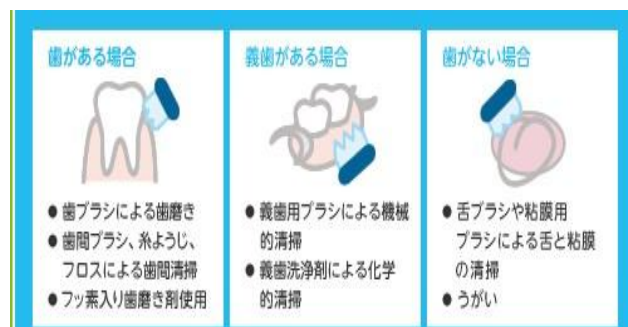 歯がある場合
● 歯ブラシによる歯磨き
● 歯間ブラシ、糸ようじ、
フロスによる歯間清掃
● フッ素入り歯磨き剤使用
義歯がある場合
● 義歯用ブラシによる機械
的清掃
● 義歯洗浄剤による化学
的清掃
歯がない場合
● 舌ブラシや粘膜用
ブラシによる舌と粘膜
の清掃
● うがい